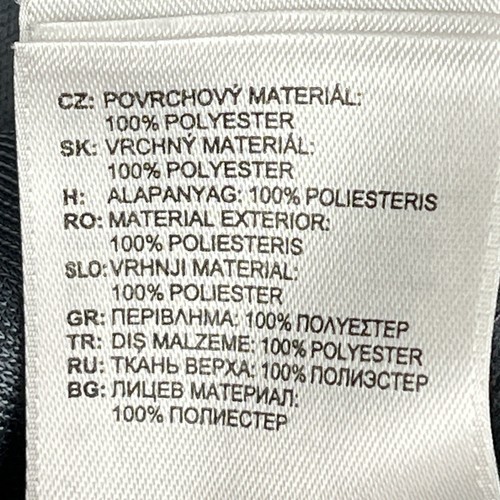 CZ: POVRCHOVÝ MATERIÁL:
100% POLYESTER
SK: VRCHNÝ MATERIÁL:
100% POLYESTER
H: ALAPANYAG: 100% POLIESTERIS
RO: MATERIAL EXTERIOR:
100% POLIESTERIS
SLO: VRHNJI MATERIAL:
100% POLIESTER
GR: ΠΕΡΙΒΛΗΜΑ: 100% ΠΟΛΥΕΣΤΕΡ
TR: DIŞ MALZEME: 100% POLYESTER
RU: ТКАНЬ ВЕРХА: 100% ПОЛИЭСТЕР
BG: ЛИЦЕВ МАТЕРИАЛ:
100% ПОЛИЕСТЕР